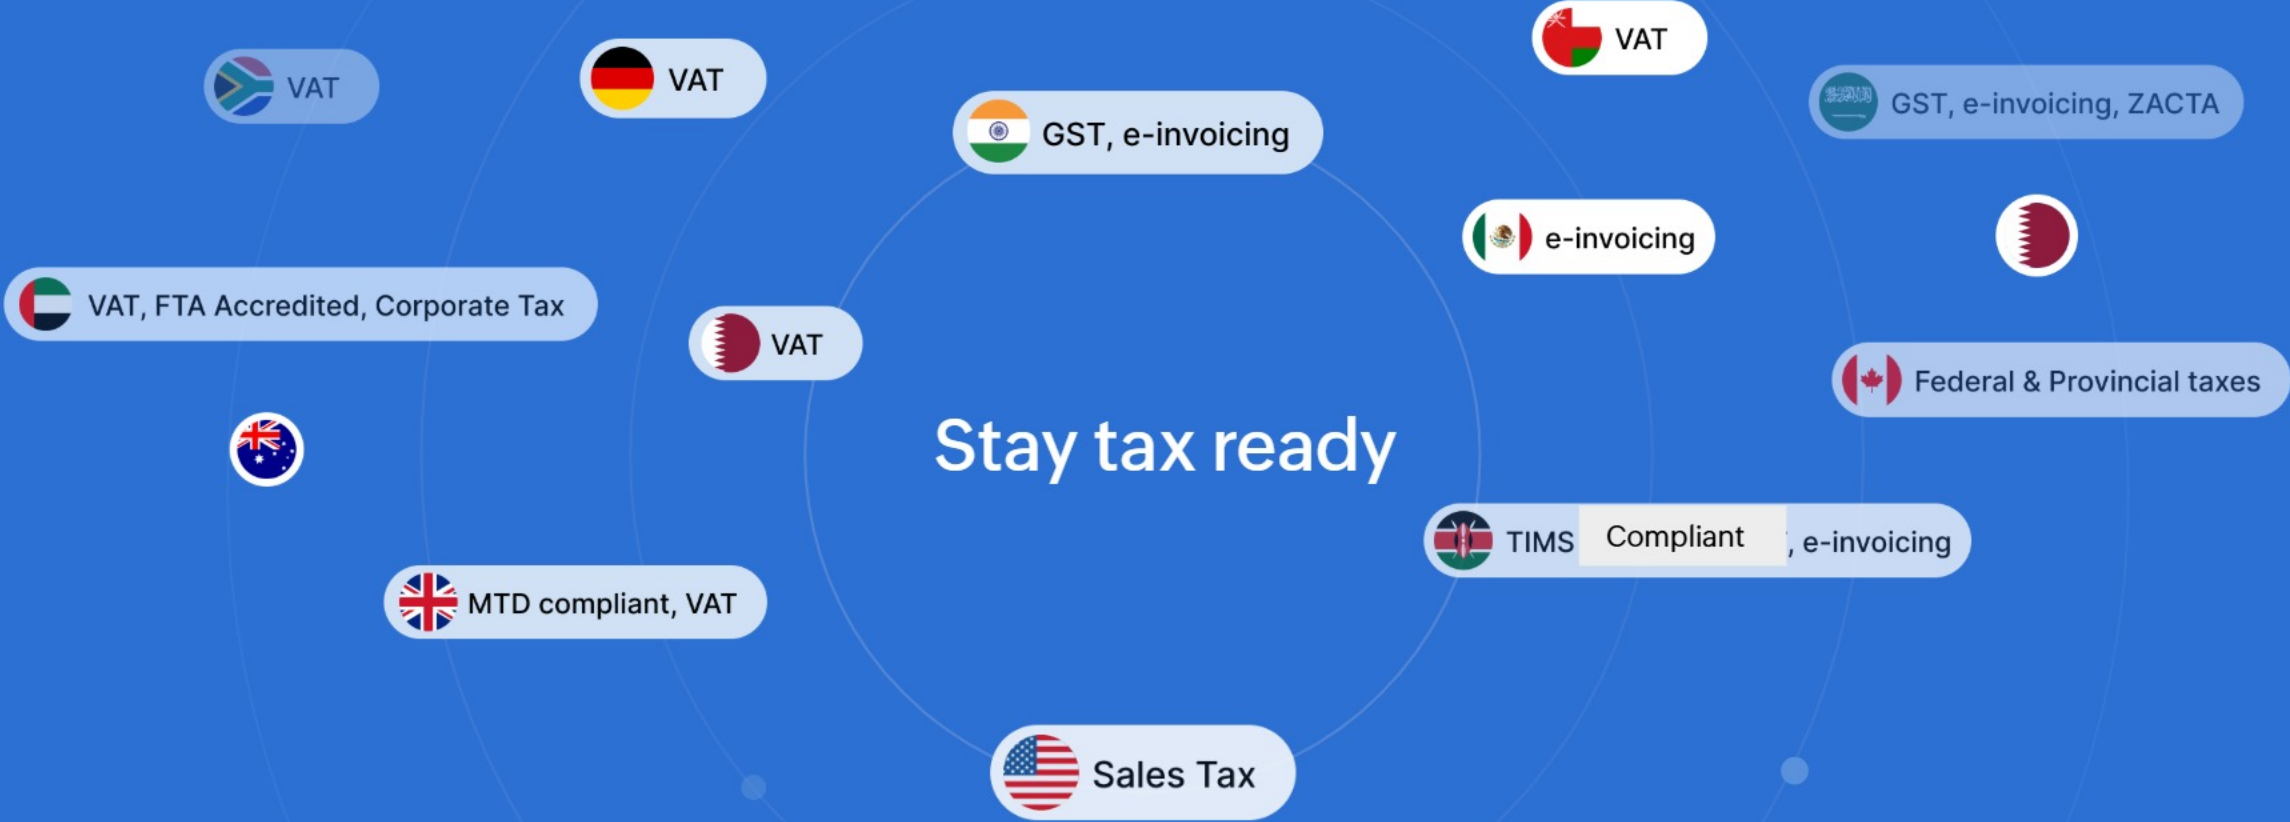 VAT
VAT
VAT
GST, e-invoicing
GST, e-invoicing, ZACTA
e-invoicing
VAT, FTA Accredited, Corporate Tax
VAT
Federal & Provincial taxes
Stay tax ready
TIMS Compliant , e-invoicing
MTD compliant, VAT
Sales Tax